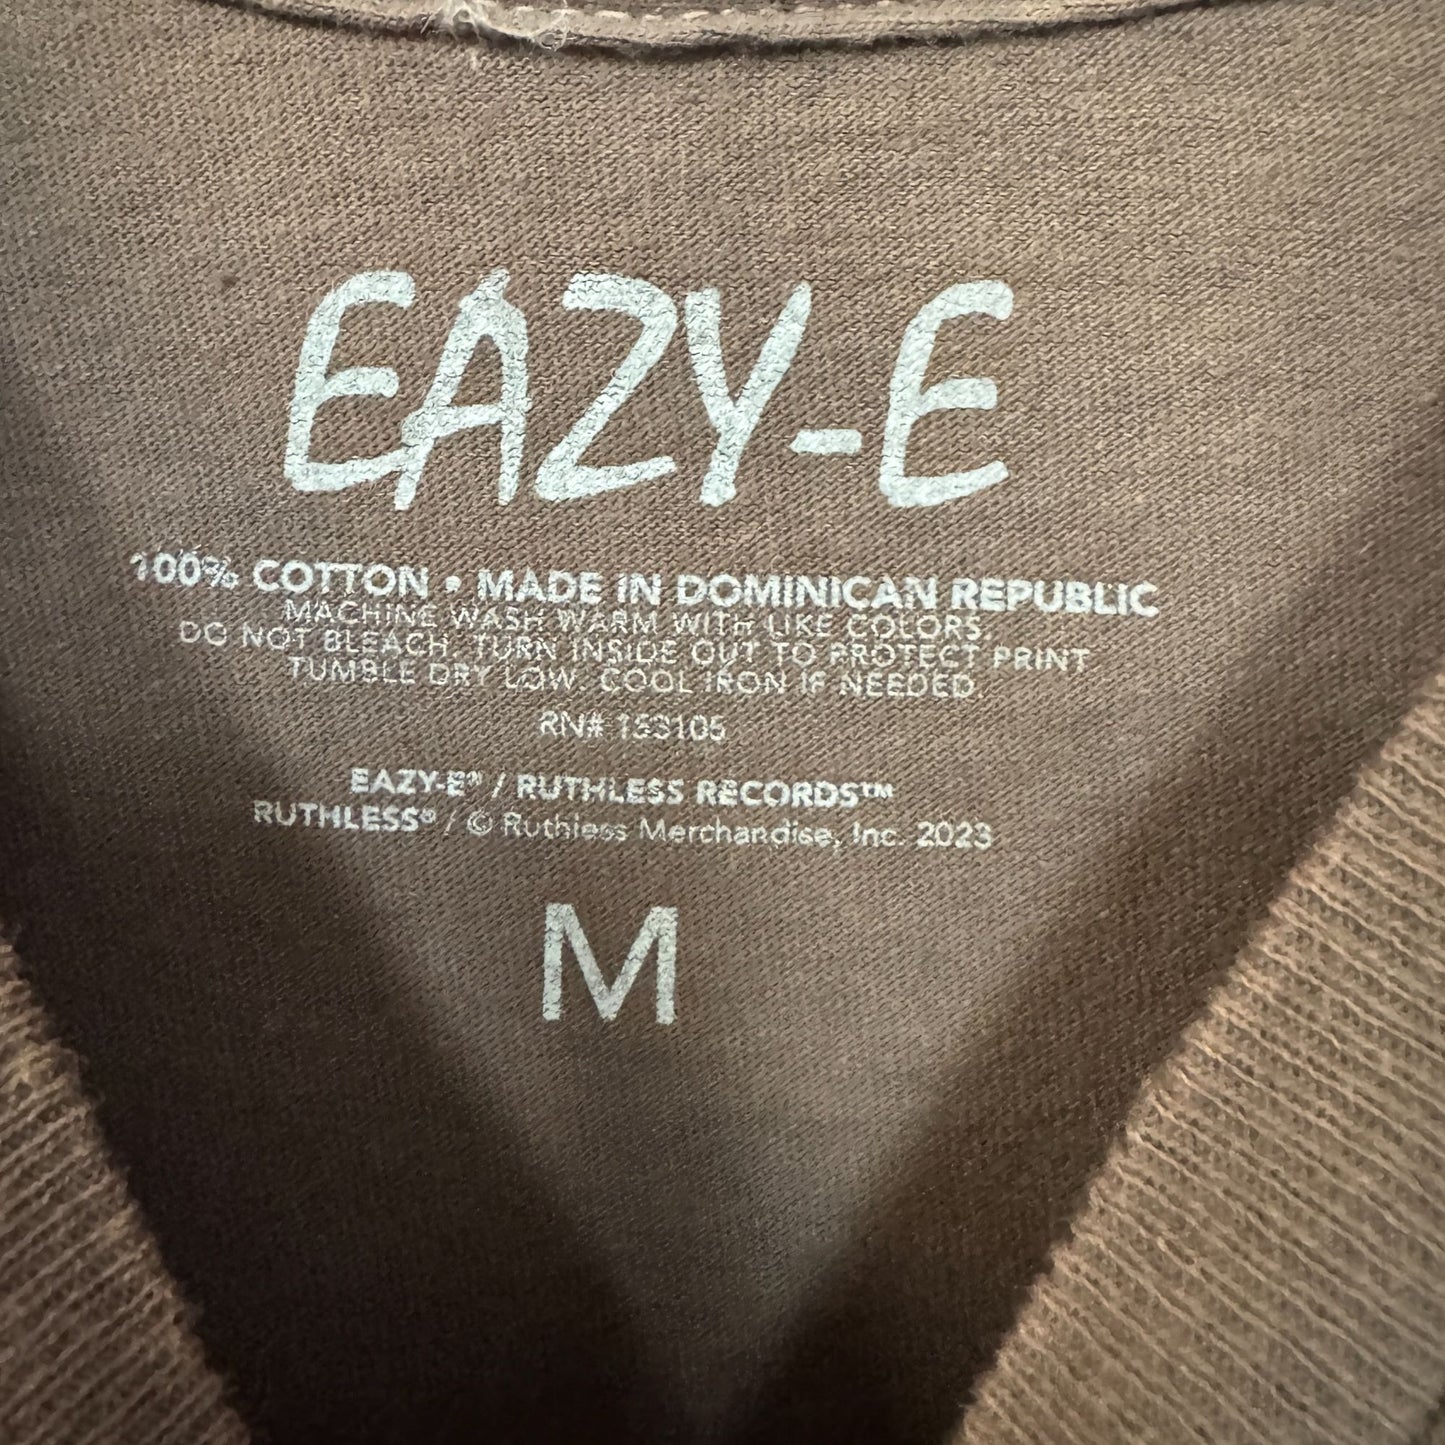 EAZY-E
100% COTTON • MADE IN DOMINICAN REPUBLIC
MACHINE WASH WARM WITH LIKE COLORS.
DO NOT BLEACH. TURN INSIDE OUT TO PROTECT PRINT
TUMBLE DRY LOW. COOL IRON IF NEEDED.
RN# 153105
EAZY-E® / RUTHLESS RECORDS™
RUTHLESS® / © Ruthless Merchandise, Inc. 2023
M